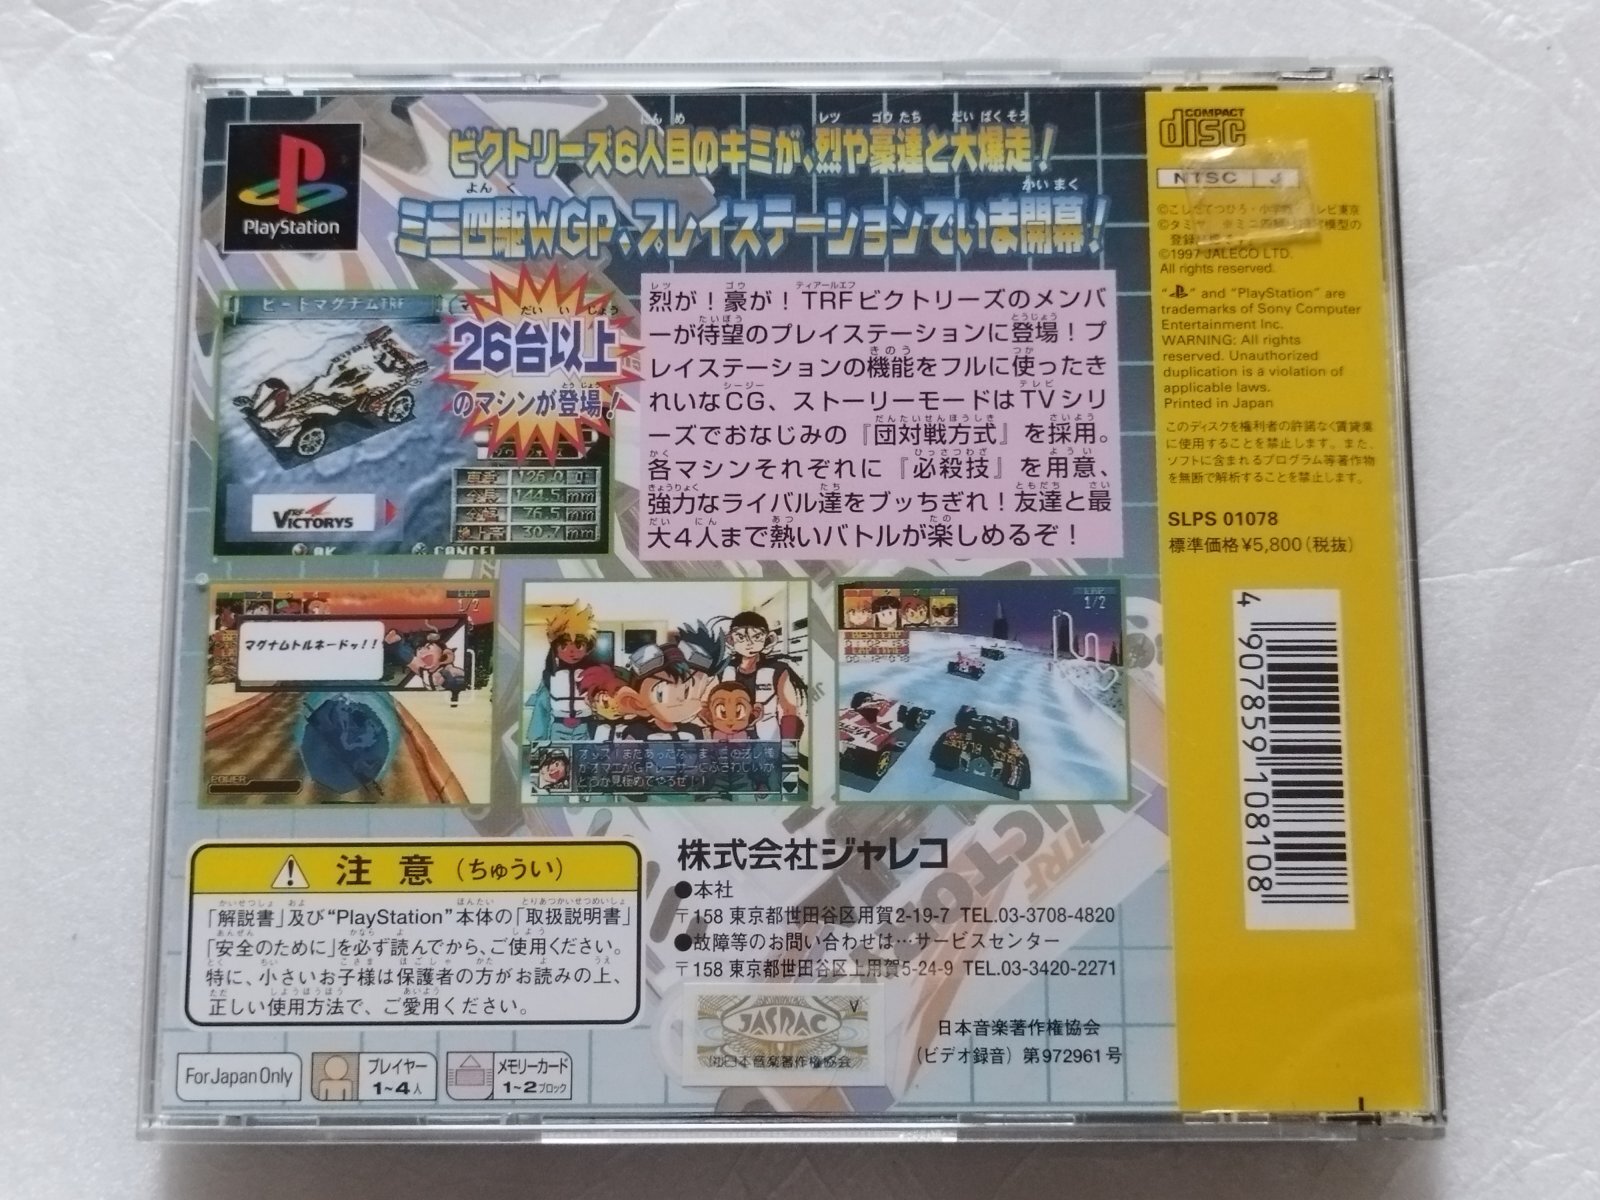 ビクトリーズ6人目のキミが、烈や豪達と大爆走!
ミニ四駆WGP、プレイステーションでいま開幕!
PlayStation
ビートマグナムTRF
26台以上
のマシンが登場!
126.0
144.5mm
76.5mm
30.7mm
TRF
VICTORYS
OK
CANCEL
烈が!豪が!TRFビクトリーズのメンバ
ーが待望のプレイステーションに登場!プ
レイステーションの機能をフルに使ったき
れいなCG、ストーリーモードはTVシリ
ーズでおなじみの『団対戦方式』を採用。
各マシンそれぞれに『必殺技』を用意、
強力なライバル達をブッちぎれ!友達と最
大4人まで熱いバトルが楽しめるぞ!
マグナムトルネードッ!!
POWER
1/2
BEST LAP
LAP TIME
1/2
COMPACT
disc
NTSC J
©1997 JALECO LTD.
All rights reserved.
"PS" and "PlayStation" are
trademarks of Sony Computer
Entertainment Inc.
WARNING: All rights
reserved. Unauthorized
duplication is a violation of
applicable laws.
Printed in Japan
このディスクを権利者の許諾なく賃貸業
に使用することを禁止します。また、
ソフトに含まれるプログラム等著作物
を無断で解析することを禁止します。
SLPS 01078
標準価格¥5,800(税抜)
4 907859 108108
注意(ちゅうい)
「解説書」及び"PlayStation"本体の「取扱説明書」
「安全のために」を必ず読んでから、ご使用ください。
特に、小さいお子様は保護者の方がお読みの上、
正しい使用方法で、ご愛用ください。
株式会社ジャレコ
●本社
〒158 東京都世田谷区用賀2-19-7 TEL.03-3708-4820
●故障等のお問い合わせは…サービスセンター
〒158 東京都世田谷区上用賀5-24-9 TEL.03-3420-2271
JASRAC
V
日本音楽著作権協会
(ビデオ録音)第972961号
For Japan Only
プレイヤー
1~4人
メモリーカード
1~2ブロック